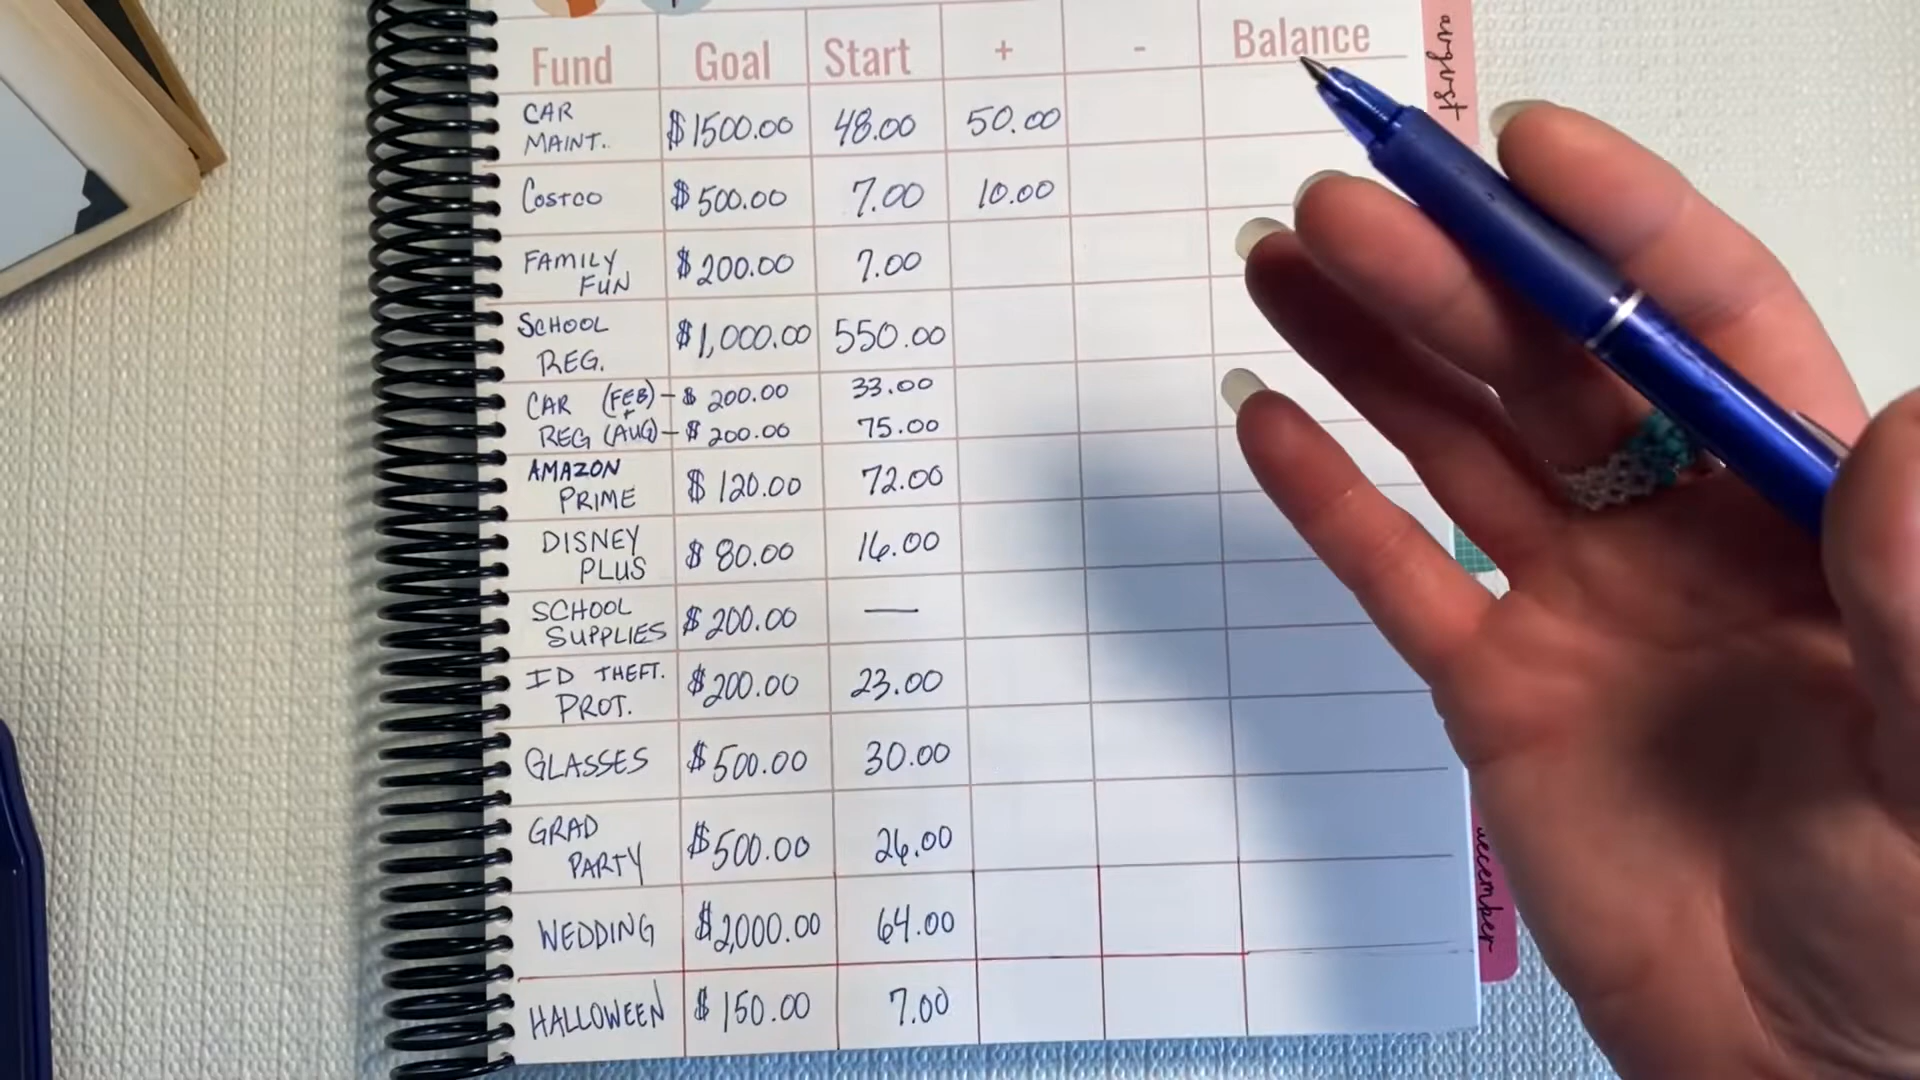 Fund Goal Start + - Balance
CAR
MAINT. $1500.00 48.00 50.00
COSTCO $500.00 7.00 10.00
FAMILY
FUN $200.00 7.00
SCHOOL
REG. $1,000.00 550.00
CAR (FEB) - $ 200.00 33.00
+
REG (AUG) - $ 200.00 75.00
AMAZON
PRIME $ 120.00 72.00
DISNEY
PLUS $ 80.00 16.00
SCHOOL
SUPPLIES $ 200.00 —
ID THEFT.
PROT. $200.00 23.00
GLASSES $500.00 30.00
GRAD
PARTY $500.00 26.00
WEDDING $2,000.00 64.00
HALLOWEEN $ 150.00 7.00
august
december